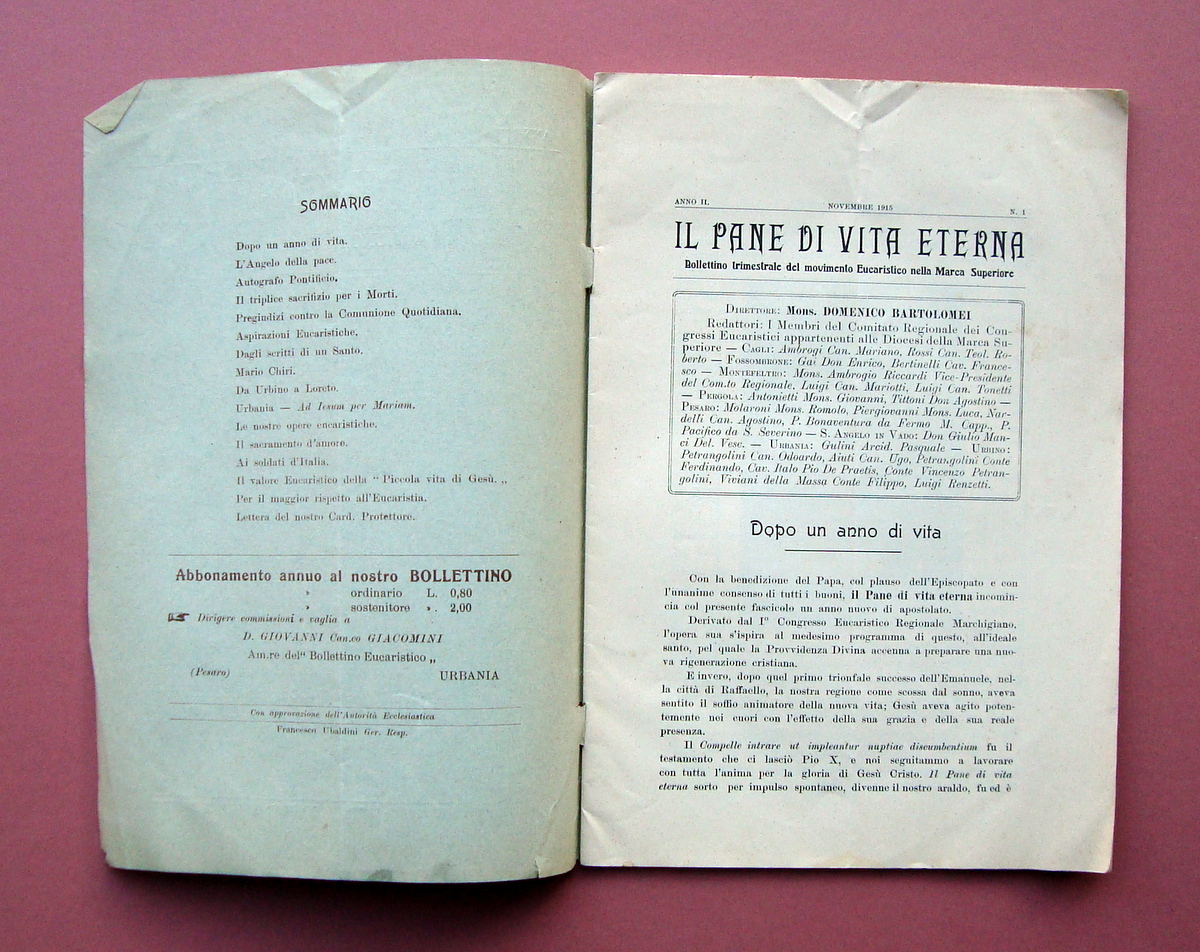 SOMMARIO
Dopo un anno di vita.
L'Angelo della pace.
Autografo Pontificio.
Il triplice sacrifizio per i Morti.
Pregiudizi contro la Comunione Quotidiana.
Aspirazioni Eucaristiche.
Dagli scritti di un Santo.
Mario Chiri.
Da Urbino a Loreto.
Urbania — Ad Iesum per Mariam.
Le nostre opere eucaristiche.
Il sacramento d'amore.
Ai soldati d'Italia.
Il valore Eucaristico della “ Piccola vita di Gesù. „
Per il maggior rispetto all'Eucaristia.
Lettera del nostro Card. Protettore.
Abbonamento annuo al nostro BOLLETTINO
» ordinario L. 0,80
» sostenitore » . 2,00
☛ Dirigere commissioni e vaglia a
D. GIOVANNI Can.co GIACOMINI
Am.re del “ Bollettino Eucaristico „
(Pesaro) URBANIA
Con approvazione dell'Autorità Ecclesiastica
Francesco Ubaldini Ger. Resp.
ANNO II. NOVEMBRE 1915 N. 1
IL PANE DI VITA ETERNA
Bollettino trimestrale del movimento Eucaristico nella Marca Superiore
DIRETTORE: Mons. DOMENICO BARTOLOMEI
Redattori: I Membri del Comitato Regionale dei Con-
gressi Eucaristici appartenenti alle Diocesi della Marca Su-
periore — CAGLI: Ambrogi Can. Mariano, Rossi Can. Teol. Ro-
berto — FOSSOMBRONE: Gai Don Enrico, Bertinelli Cav. France-
sco — MONTEFELTRO: Mons. Ambrogio Riccardi Vice-Presidente
del Com.to Regionale, Luigi Can. Mariotti, Luigi Can. Tonetti
— PERGOLA: Antonietti Mons. Giovanni, Tittoni Don Agostino —
PESARO: Molaroni Mons. Romolo, Piergiovanni Mons. Luca, Nar-
delli Can. Agostino, P. Bonaventura da Fermo M. Capp., P.
Pacifico da S. Severino — S. ANGELO IN VADO: Don Giulio Man-
ci Del. Vesc. — URBANIA: Gulini Arcid. Pasquale — URBINO:
Petrangolini Can. Odoardo, Aiuti Can. Ugo, Petrangolini Conte
Ferdinando, Cav. Italo Pio De Praetis, Conte Vincenzo Petran-
golini, Viviani della Massa Conte Filippo, Luigi Renzetti.
Dopo un anno di vita
Con la benedizione del Papa, col plauso dell'Episcopato e con
l'unanime consenso di tutti i buoni, il Pane di vita eterna incomin-
cia col presente fascicolo un anno nuovo di apostolato.
Derivato dal I° Congresso Eucaristico Regionale Marchigiano,
l'opera sua s'ispira al medesimo programma di questo, all'ideale
santo, pel quale la Provvidenza Divina accenna a preparare una nuo-
va rigenerazione cristiana.
E invero, dopo quel primo trionfale successo dell'Emanuele, nel-
la città di Raffaello, la nostra regione come scossa dal sonno, aveva
sentito il soffio animatore della nuova vita; Gesù aveva agito poten-
temente nei cuori con l'effetto della sua grazia e della sua reale
presenza.
Il Compelle intrare ut impleantur nuptiae discumbentium fu il
testamento che ci lasciò Pio X, e noi seguitammo a lavorare
con tutta l'anima per la gloria di Gesù Cristo. Il Pane di vita
eterna sorto per impulso spontaneo, divenne il nostro araldo, fu ed è